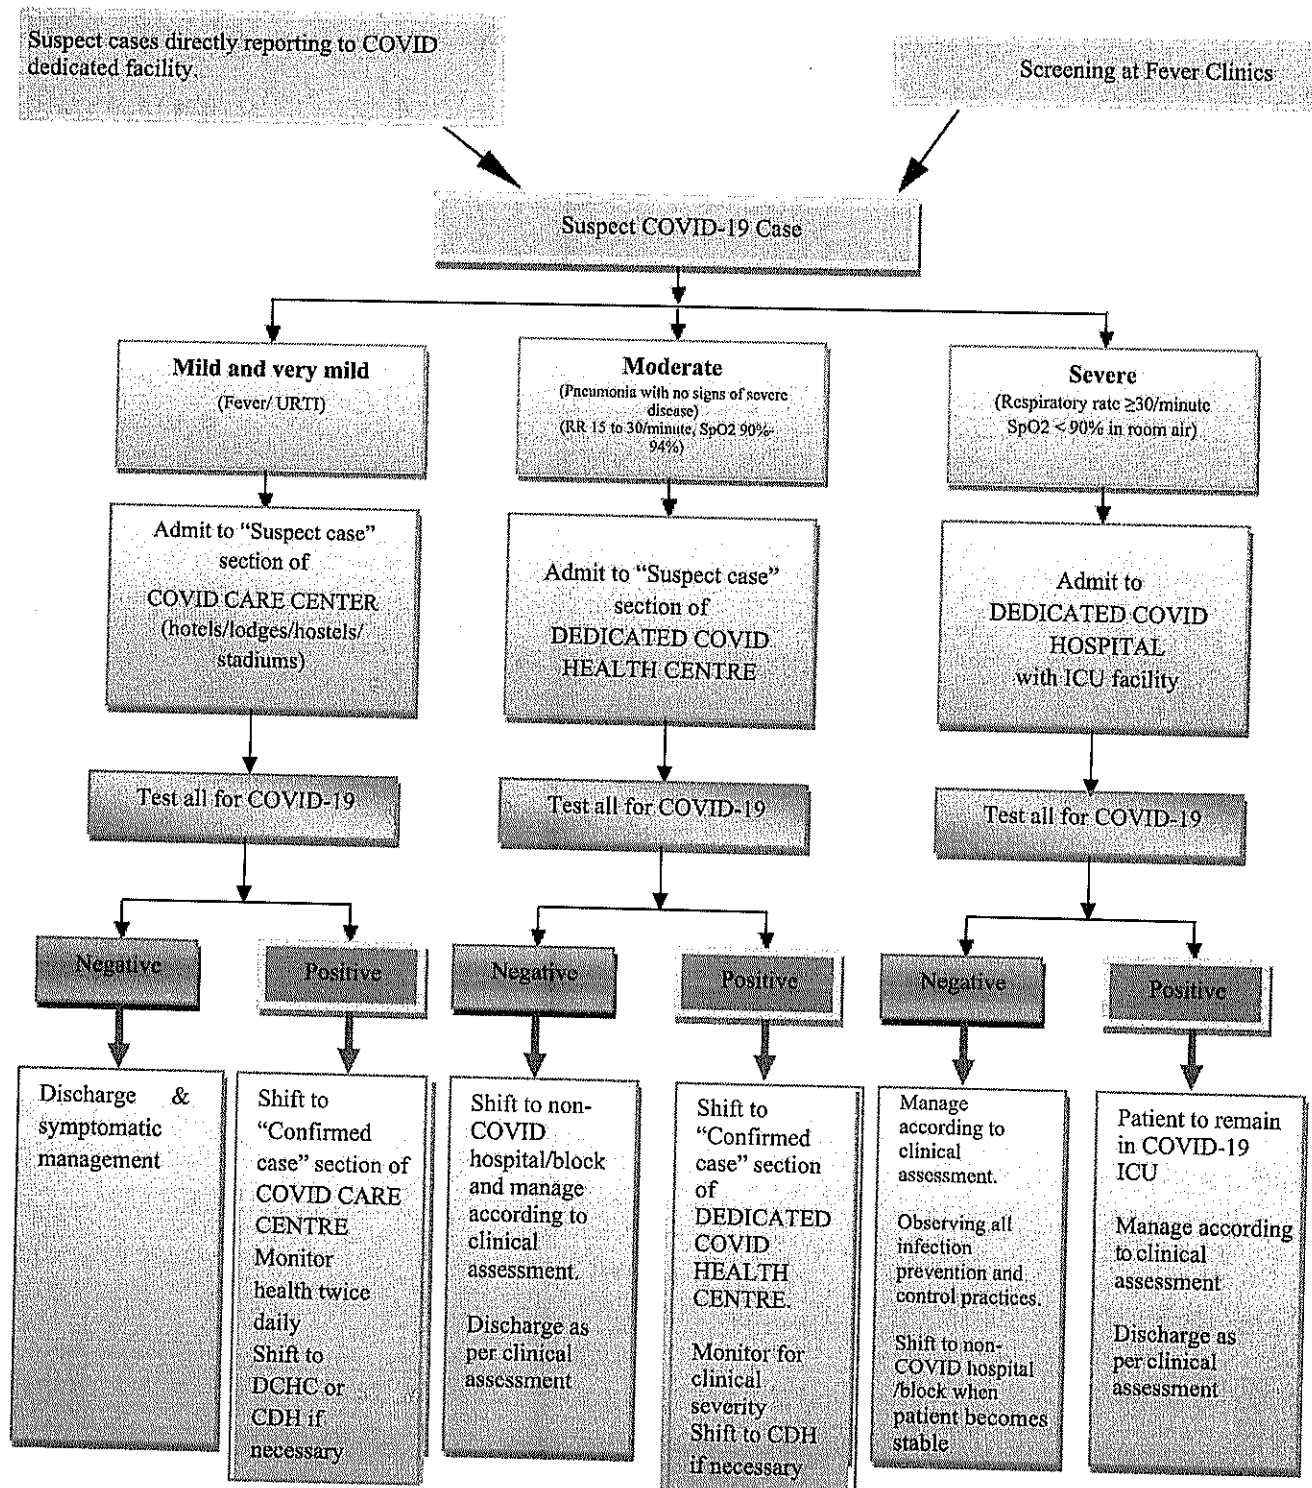 Suspect cases directly reporting to COVID
dedicated facility.
Screening at Fever Clinics
Suspect COVID-19 Case
Mild and very mild
(Fever/ URTI)
Moderate
(Pneumonia with no signs of severe
disease)
(RR 15 to 30/minute, SpO2 90%-
94%)
Severe
(Respiratory rate ≥30/minute
SpO2 < 90% in room air)
Admit to “Suspect case”
section of
COVID CARE CENTER
(hotels/lodges/hostels/
stadiums)
Admit to “Suspect case”
section of
DEDICATED COVID
HEALTH CENTRE
Admit to
DEDICATED COVID
HOSPITAL
with ICU facility
Test all for COVID-19
Test all for COVID-19
Test all for COVID-19
Negative
Positive
Negative
Positive
Negative
Positive
Discharge &
symptomatic
management
Shift to
“Confirmed
case” section of
COVID CARE
CENTRE
Monitor
health twice
daily
Shift to
DCHC or
CDH if
necessary
Shift to non-
COVID
hospital/block
and manage
according to
clinical
assessment.
Discharge as
per clinical
assessment
Shift to
“Confirmed
case” section
of
DEDICATED
COVID
HEALTH
CENTRE.
Monitor for
clinical
severity
Shift to CDH
if necessary
Manage
according to
clinical
assessment.
Observing all
infection
prevention and
control practices.
Shift to non-
COVID hospital
/block when
patient becomes
stable
Patient to remain
in COVID-19
ICU
Manage according
to clinical
assessment
Discharge as
per clinical
assessment